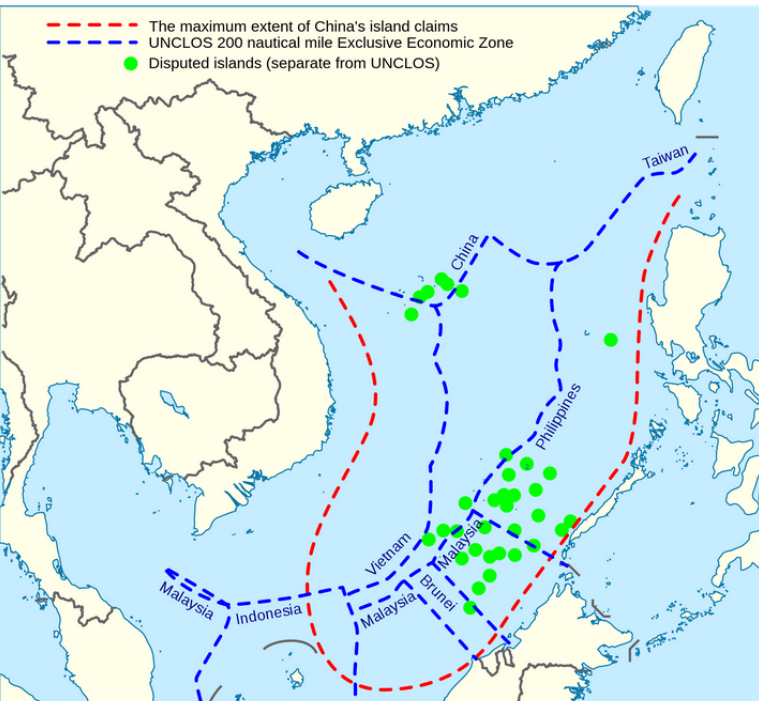 The maximum extent of China's island claims
UNCLOS 200 nautical mile Exclusive Economic Zone
Disputed islands (separate from UNCLOS)
Taiwan
China
Philippines
Vietnam
Malaysia
Malaysia
Indonesia
Malaysia
Brunei